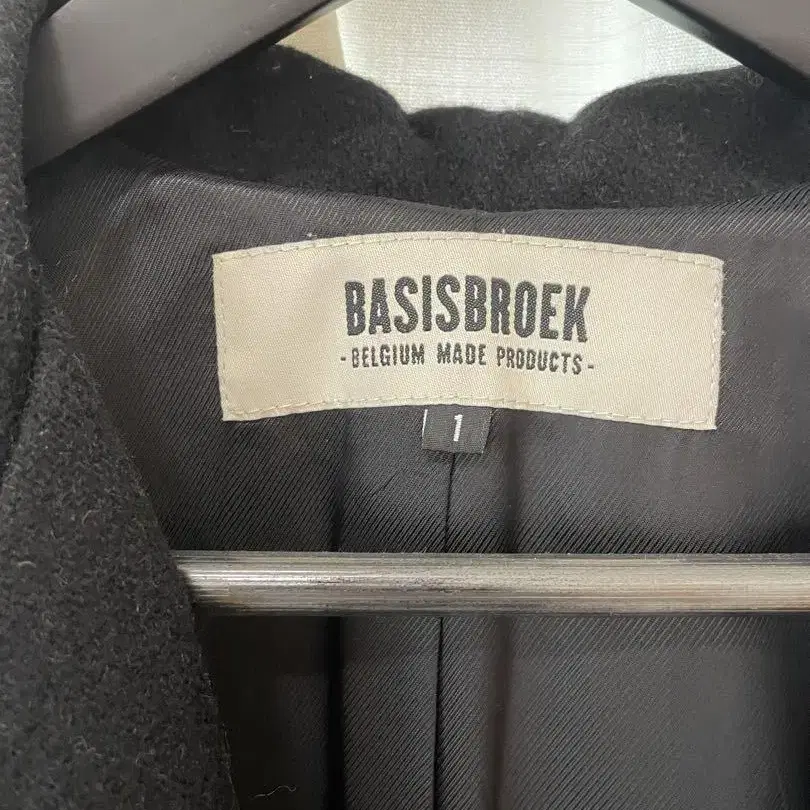 BASISBROEK
- BELGIUM MADE PRODUCTS -
1